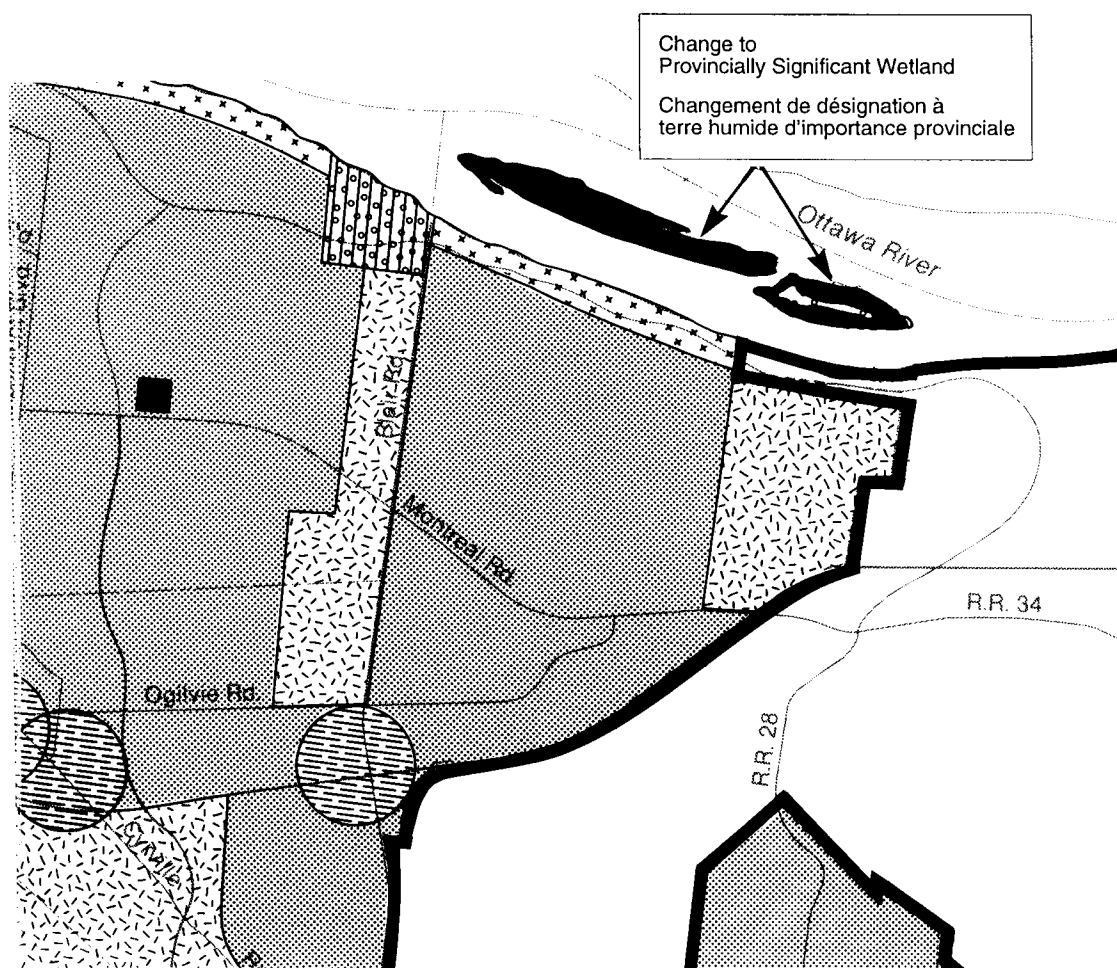 Change to
Provincially Significant Wetland
Changement de désignation à
terre humide d'importance provinciale
Ottawa River
Blair Rd.
Montreal Rd.
R.R. 34
Ogilvie Rd.
R.R. 28
Cyrville